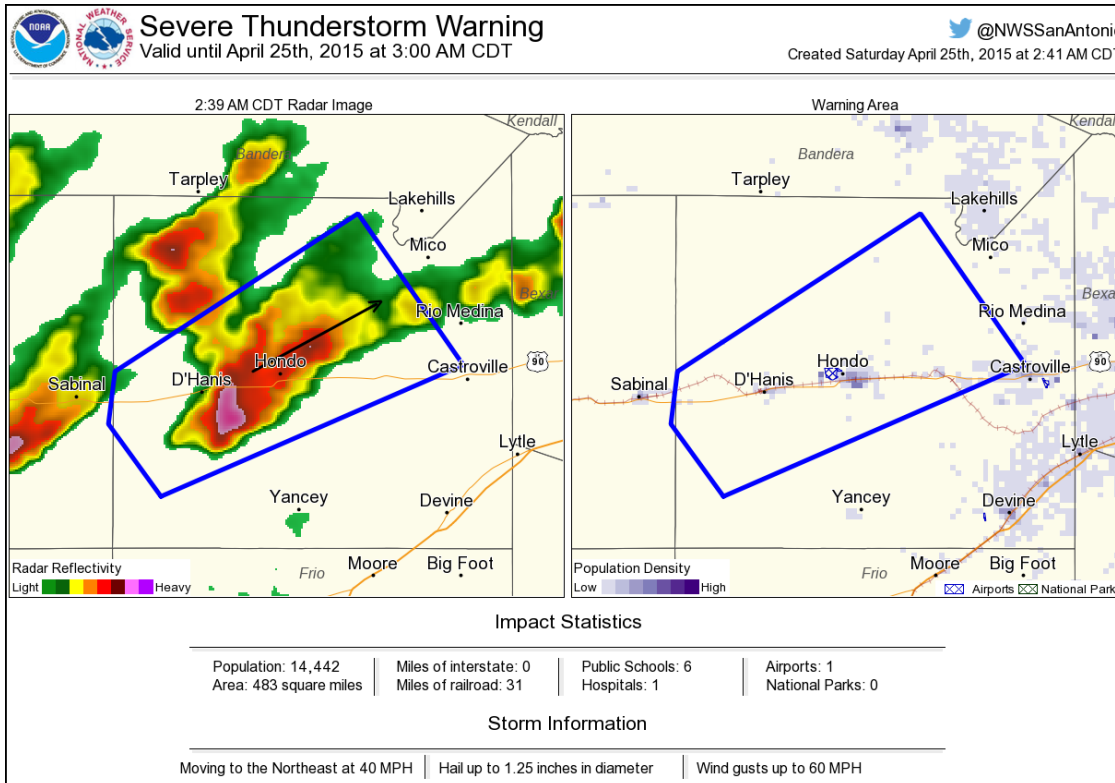 NOAA
Severe Thunderstorm Warning
Valid until April 25th, 2015 at 3:00 AM CDT
@NWSSanAntonio
Created Saturday April 25th, 2015 at 2:41 AM CDT
2:39 AM CDT Radar Image
Kendall
Bandera
Tarpley
Lakehills
Mico
Bexa
Rio Medina
Hondo
90
Castroville
Sabinal
D'Hanis
Lytle
Yancey
Devine
Radar Reflectivity
Light Heavy
Frio
Moore
Big Foot
Warning Area
Kendall
Bandera
Tarpley
Lakehills
Mico
Bexa
Rio Medina
Hondo
90
Castroville
Sabinal
D'Hanis
Lytle
Yancey
Devine
Population Density
Low High
Frio
Moore
Big Foot
Airports National Park
Impact Statistics
Population: 14,442
Area: 483 square miles
Miles of interstate: 0
Miles of railroad: 31
Public Schools: 6
Hospitals: 1
Airports: 1
National Parks: 0
Storm Information
Moving to the Northeast at 40 MPH
Hail up to 1.25 inches in diameter
Wind gusts up to 60 MPH